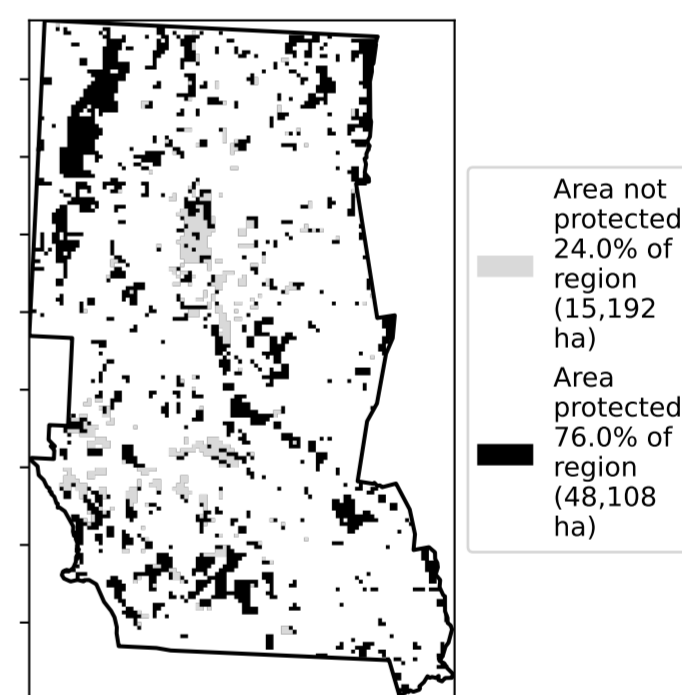 Area not
protected
24.0% of
region
(15,192
ha)
Area
protected
76.0% of
region
(48,108
ha)